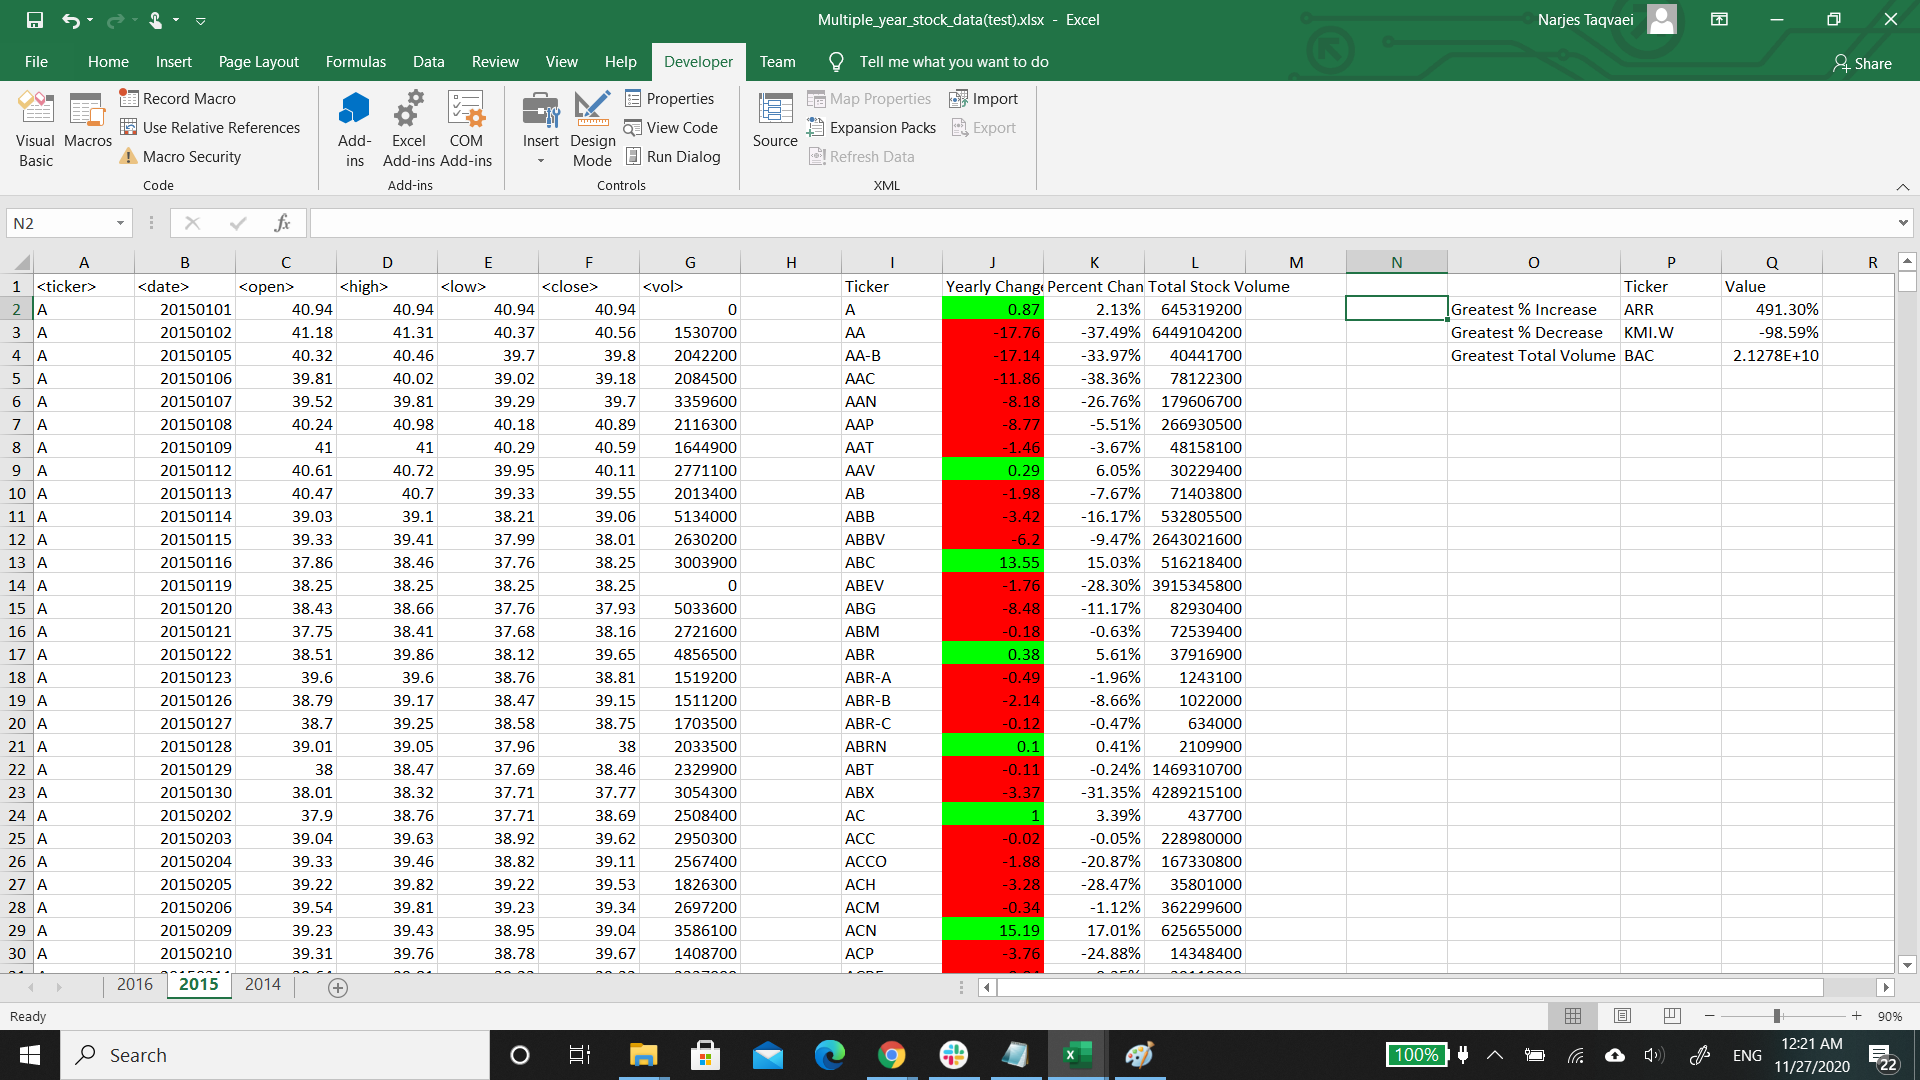 Multiple_year_stock_data(test).xlsx - Excel
Narjes Taqvaei
File Home Insert Page Layout Formulas Data Review View Help Developer Team Tell me what you want to do Share
Visual Basic
Macros
Record Macro
Use Relative References
Macro Security
Code
Add-ins
Excel Add-ins
COM Add-ins
Add-ins
Insert
Design Mode
Properties
View Code
Run Dialog
Controls
Source
Map Properties
Expansion Packs
Refresh Data
Import
Export
XML
N2
fx
A B C D E F G H I J K L M N O P Q R
1 <ticker> <date> <open> <high> <low> <close> <vol> Ticker Yearly Change Percent Chan Total Stock Volume Ticker Value
2 A 20150101 40.94 40.94 40.94 40.94 0 A 0.87 2.13% 645319200 Greatest % Increase ARR 491.30%
3 A 20150102 41.18 41.31 40.37 40.56 1530700 AA -17.76 -37.49% 6449104200 Greatest % Decrease KMI.W -98.59%
4 A 20150105 40.32 40.46 39.7 39.8 2042200 AA-B -17.14 -33.97% 40441700 Greatest Total Volume BAC 2.1278E+10
5 A 20150106 39.81 40.02 39.02 39.18 2084500 AAC -11.86 -38.36% 78122300
6 A 20150107 39.52 39.81 39.29 39.7 3359600 AAN -8.18 -26.76% 179606700
7 A 20150108 40.24 40.98 40.18 40.89 2116300 AAP -8.77 -5.51% 266930500
8 A 20150109 41 41 40.29 40.59 1644900 AAT -1.46 -3.67% 48158100
9 A 20150112 40.61 40.72 39.95 40.11 2771100 AAV 0.29 6.05% 30229400
10 A 20150113 40.47 40.7 39.33 39.55 2013400 AB -1.98 -7.67% 71403800
11 A 20150114 39.03 39.1 38.21 39.06 5134000 ABB -3.42 -16.17% 532805500
12 A 20150115 39.33 39.41 37.99 38.01 2630200 ABBV -6.2 -9.47% 2643021600
13 A 20150116 37.86 38.46 37.76 38.25 3003900 ABC 13.55 15.03% 516218400
14 A 20150119 38.25 38.25 38.25 38.25 0 ABEV -1.76 -28.30% 3915345800
15 A 20150120 38.43 38.66 37.76 37.93 5033600 ABG -8.48 -11.17% 82930400
16 A 20150121 37.75 38.41 37.68 38.16 2721600 ABM -0.18 -0.63% 72539400
17 A 20150122 38.51 39.86 38.12 39.65 4856500 ABR 0.38 5.61% 37916900
18 A 20150123 39.6 39.6 38.76 38.81 1519200 ABR-A -0.49 -1.96% 1243100
19 A 20150126 38.79 39.17 38.47 39.15 1511200 ABR-B -2.14 -8.66% 1022000
20 A 20150127 38.7 39.25 38.58 38.75 1703500 ABR-C -0.12 -0.47% 634000
21 A 20150128 39.01 39.05 37.96 38 2033500 ABRN 0.1 0.41% 2109900
22 A 20150129 38 38.47 37.69 38.46 2329900 ABT -0.11 -0.24% 1469310700
23 A 20150130 38.01 38.32 37.71 37.77 3054300 ABX -3.37 -31.35% 4289215100
24 A 20150202 37.9 38.76 37.71 38.69 2508400 AC 1 3.39% 437700
25 A 20150203 39.04 39.63 38.92 39.62 2950300 ACC -0.02 -0.05% 228980000
26 A 20150204 39.33 39.46 38.82 39.11 2567400 ACCO -1.88 -20.87% 167330800
27 A 20150205 39.22 39.82 39.22 39.53 1826300 ACH -3.28 -28.47% 35801000
28 A 20150206 39.54 39.81 39.23 39.34 2697200 ACM -0.34 -1.12% 362299600
29 A 20150209 39.23 39.43 38.95 39.04 3586100 ACN 15.19 17.01% 625655000
30 A 20150210 39.31 39.76 38.78 39.67 1408700 ACP -3.76 -24.88% 14348400
2016 2015 2014
Ready
90%
Search
100%
ENG
12:21 AM
11/27/2020
22